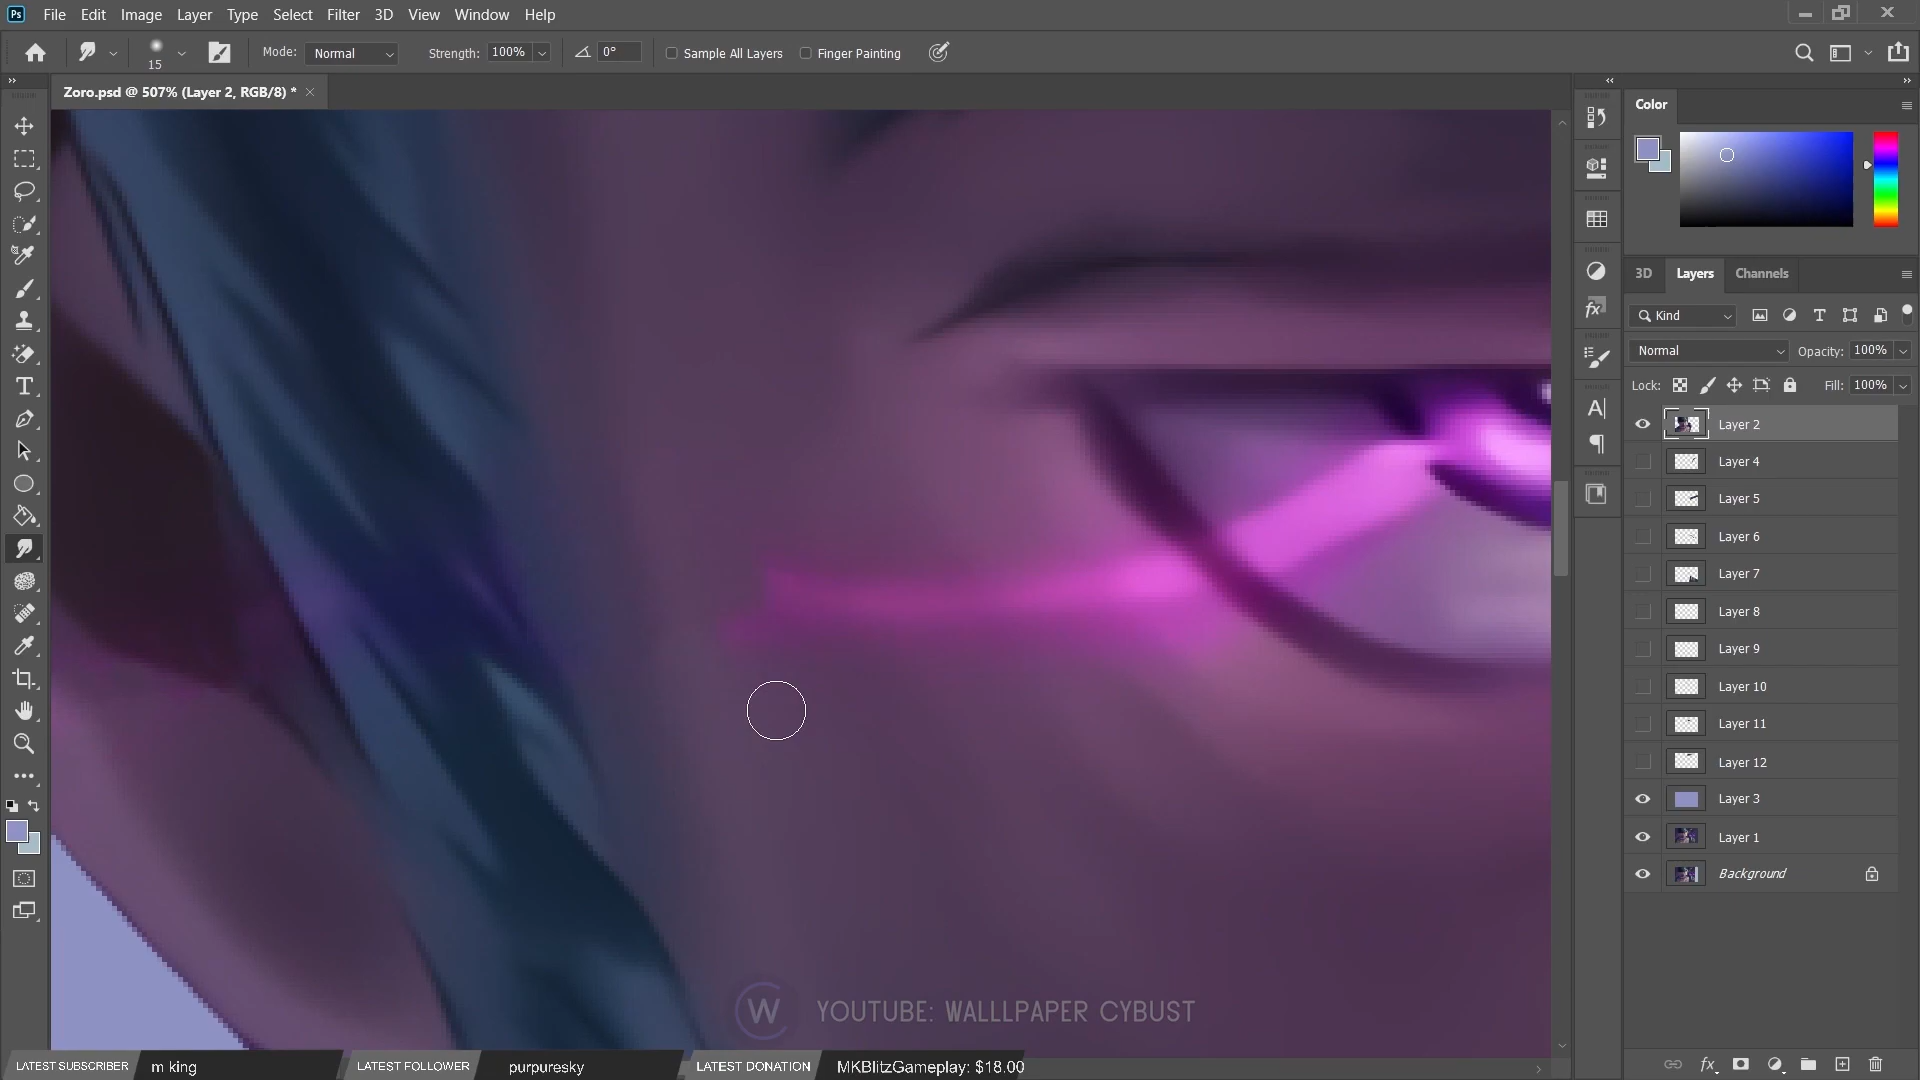 File Edit Image Layer Type Select Filter 3D View Window Help
15 Mode: Normal Strength: 100% 0° Sample All Layers Finger Painting
Zoro.psd @ 507% (Layer 2, RGB/8) *
Color
3D Layers Channels
Kind
Normal Opacity: 100%
Lock: Fill: 100%
Layer 2
Layer 4
Layer 5
Layer 6
Layer 7
Layer 8
Layer 9
Layer 10
Layer 11
Layer 12
Layer 3
Layer 1
Background
W YOUTUBE: WALLLPAPER CYBUST
LATEST SUBSCRIBER m king LATEST FOLLOWER purpuresky LATEST DONATION MKBlitzGameplay: $18.00